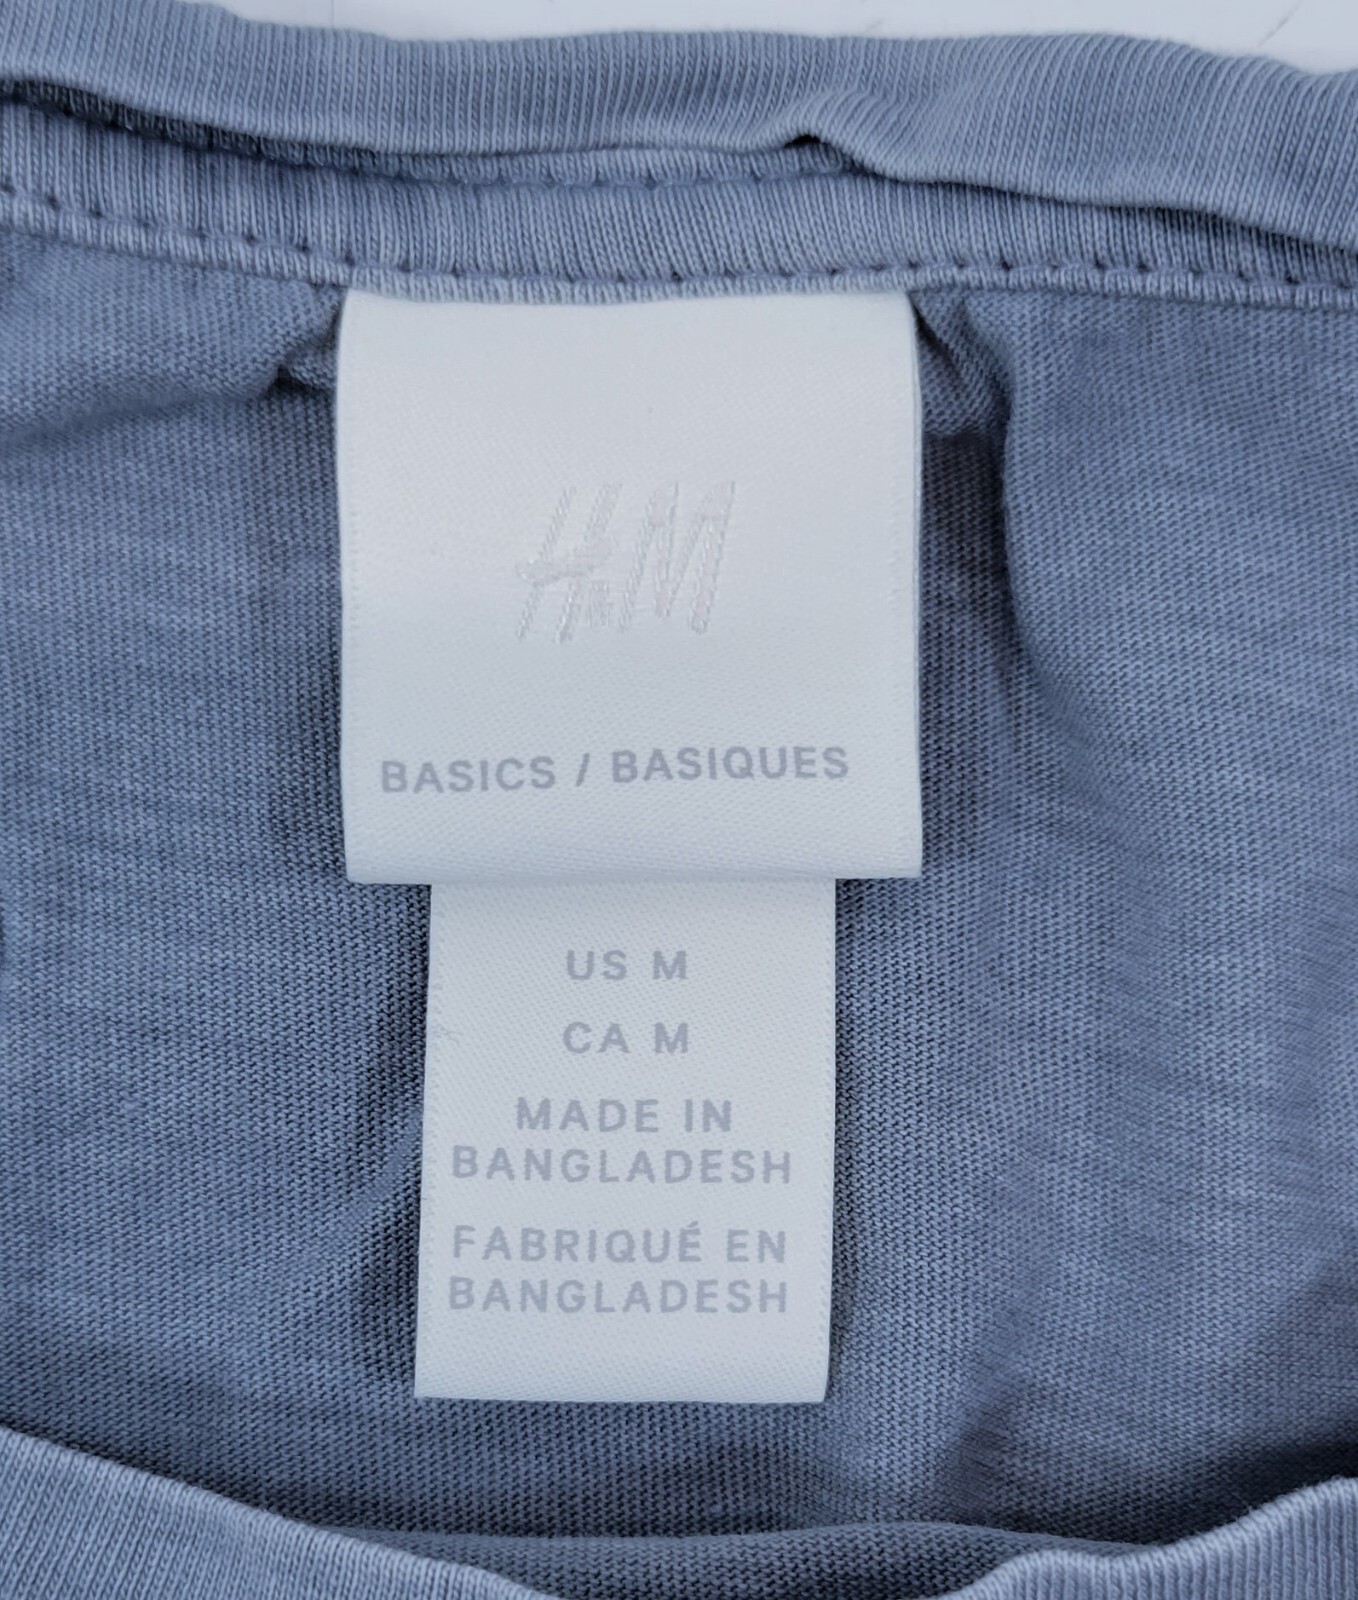 H&M
BASICS / BASIQUES
US M
CA M
MADE IN
BANGLADESH
FABRIQUÉ EN
BANGLADESH